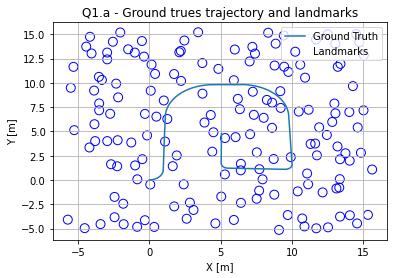 Q1.a - Ground trues trajectory and landmarks
Ground Truth
Landmarks
15.0
12.5
10.0
7.5
5.0
2.5
0.0
−2.5
−5.0
Y [m]
−5 0 5 10 15
X [m]